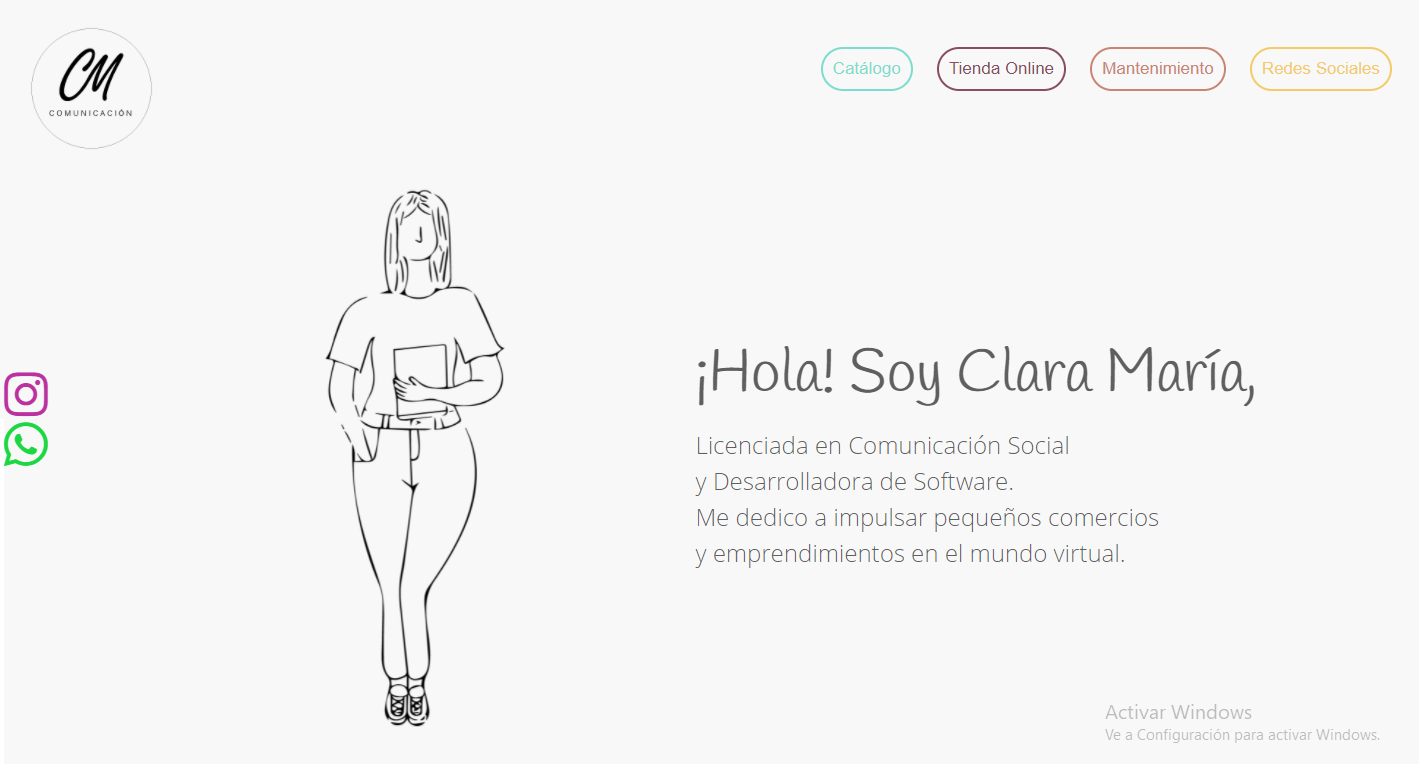 CM
COMUNICACIÓN
Catálogo
Tienda Online
Mantenimiento
Redes Sociales
¡Hola! Soy Clara María,
Licenciada en Comunicación Social
y Desarrolladora de Software.
Me dedico a impulsar pequeños comercios
y emprendimientos en el mundo virtual.
Activar Windows
Ve a Configuración para activar Windows.